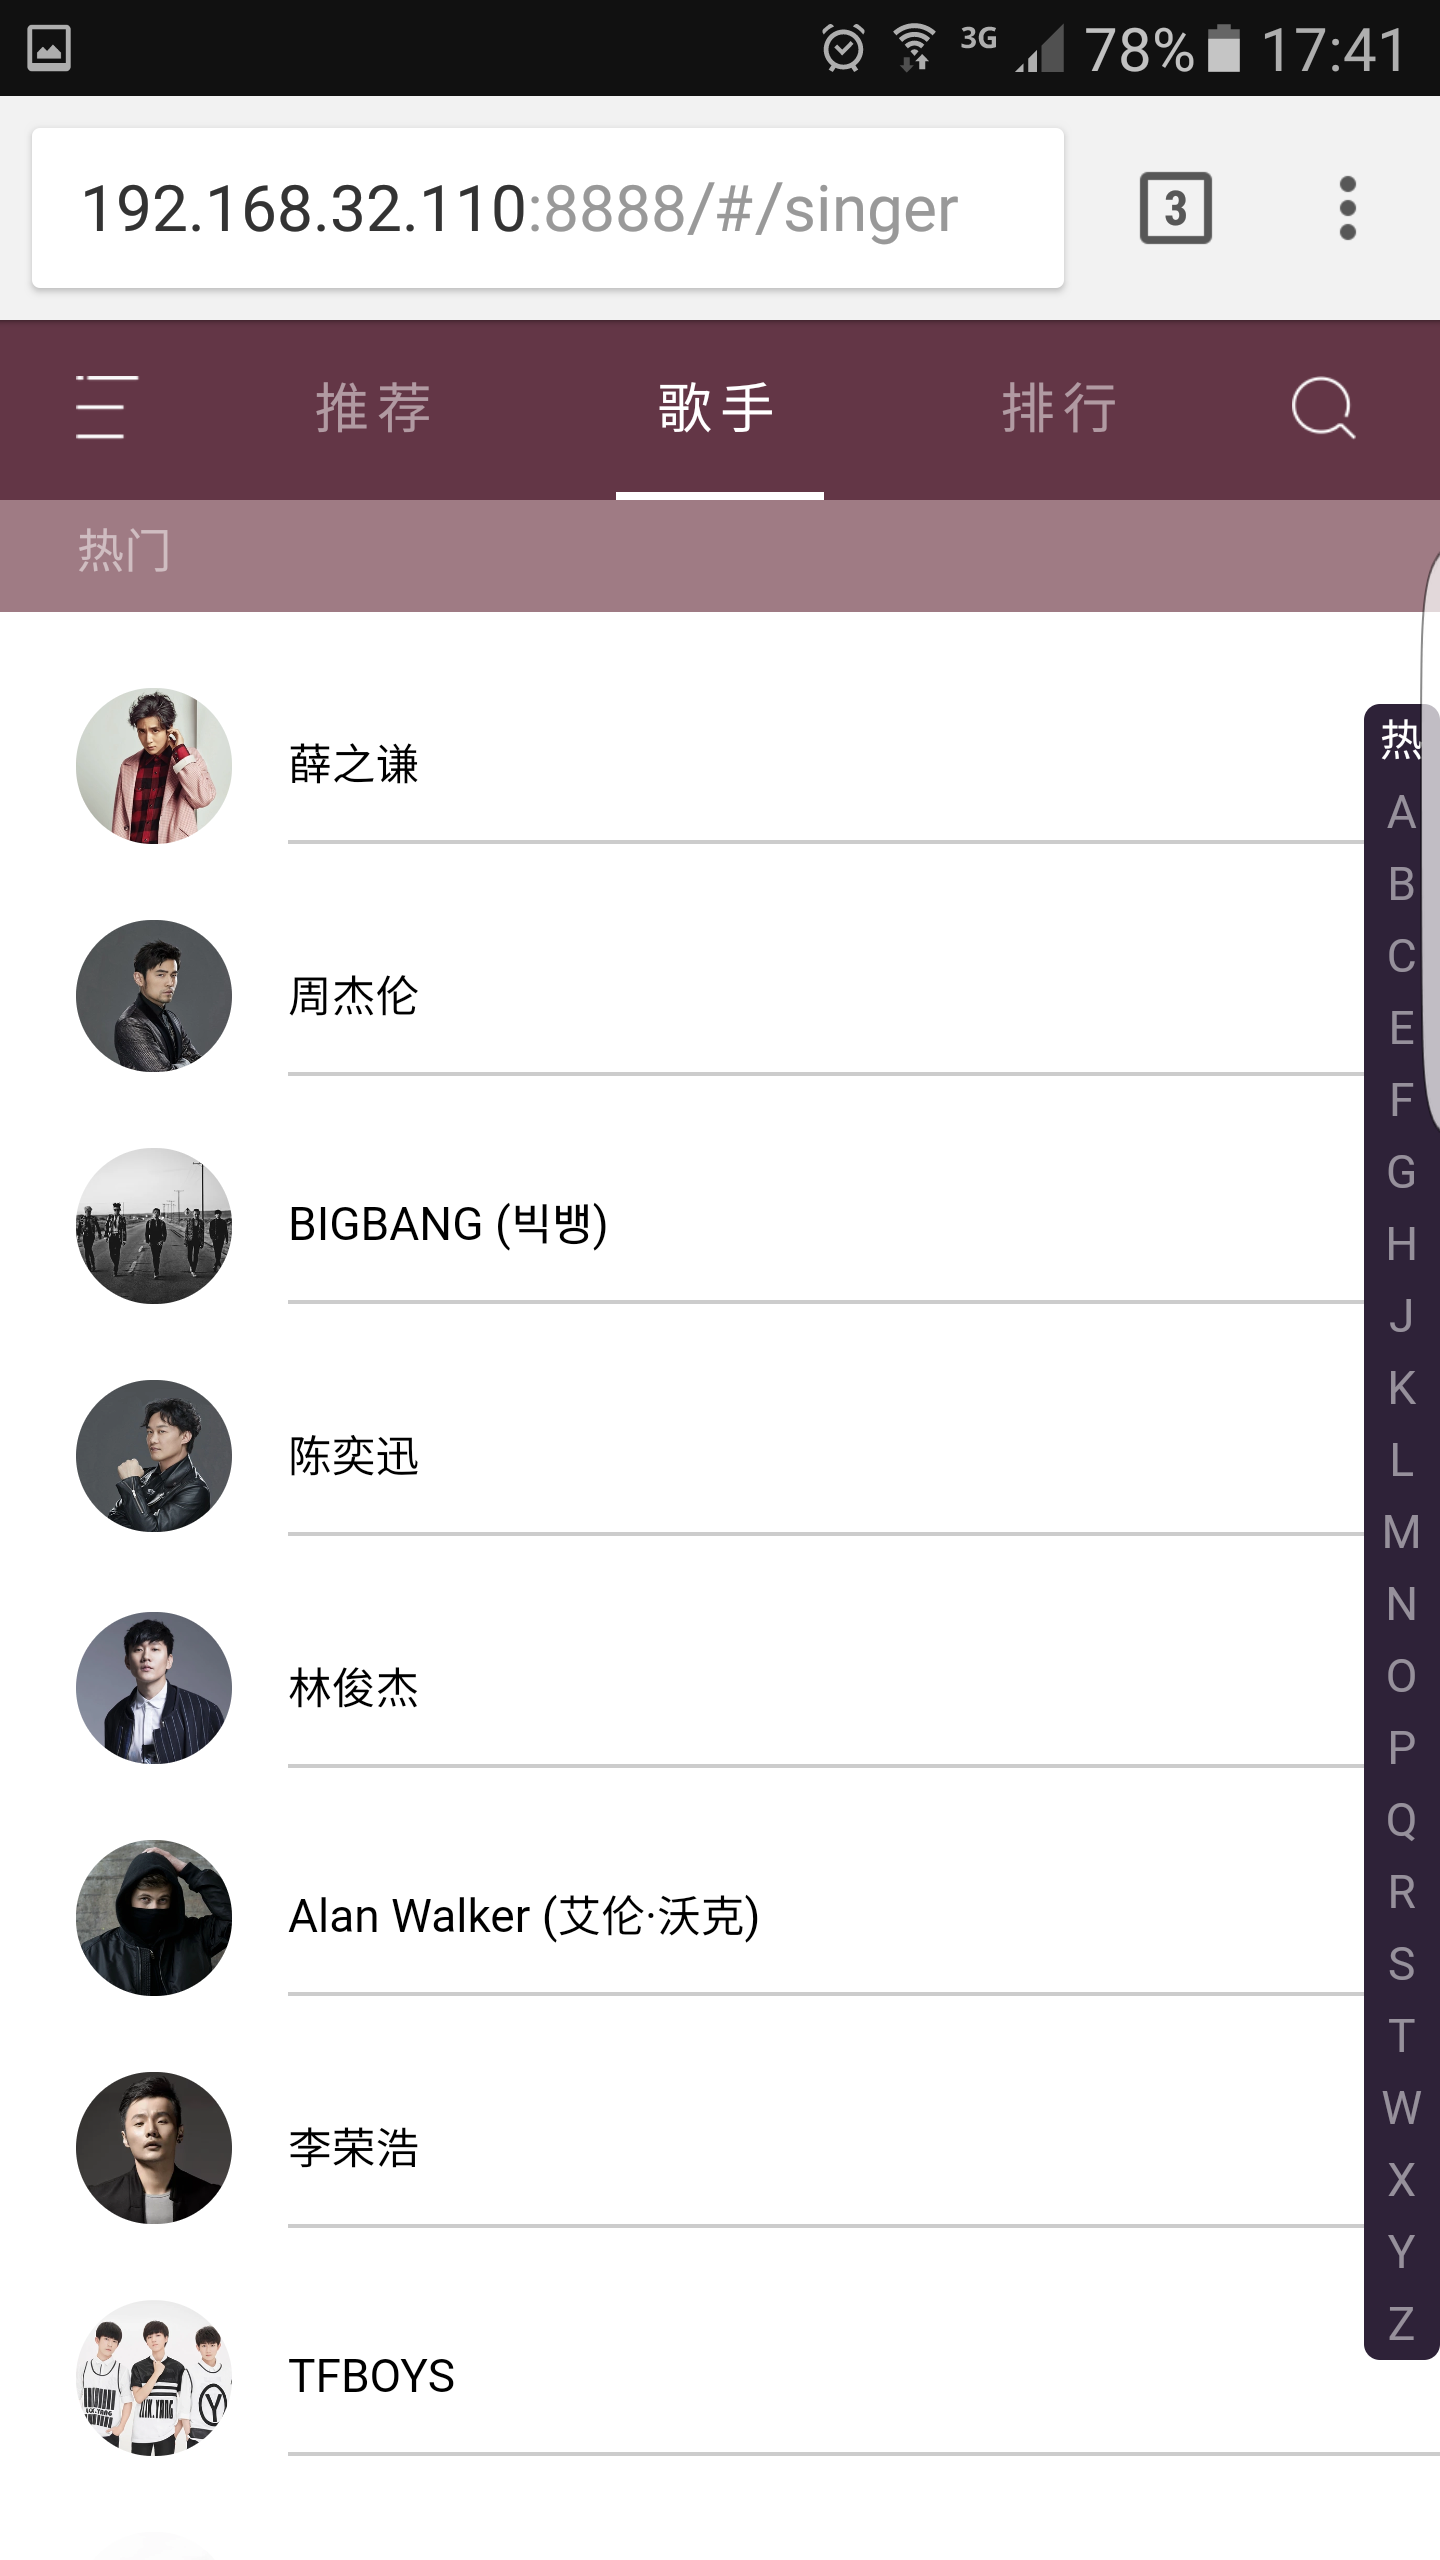 3G 78% 17:41
192.168.32.110:8888/#/singer
3
推荐 歌手 排行
热门
薛之谦
周杰伦
BIGBANG (빅뱅)
陈奕迅
林俊杰
Alan Walker (艾伦·沃克)
李荣浩
TFBOYS
热
A
B
C
E
F
G
H
J
K
L
M
N
O
P
Q
R
S
T
W
X
Y
Z